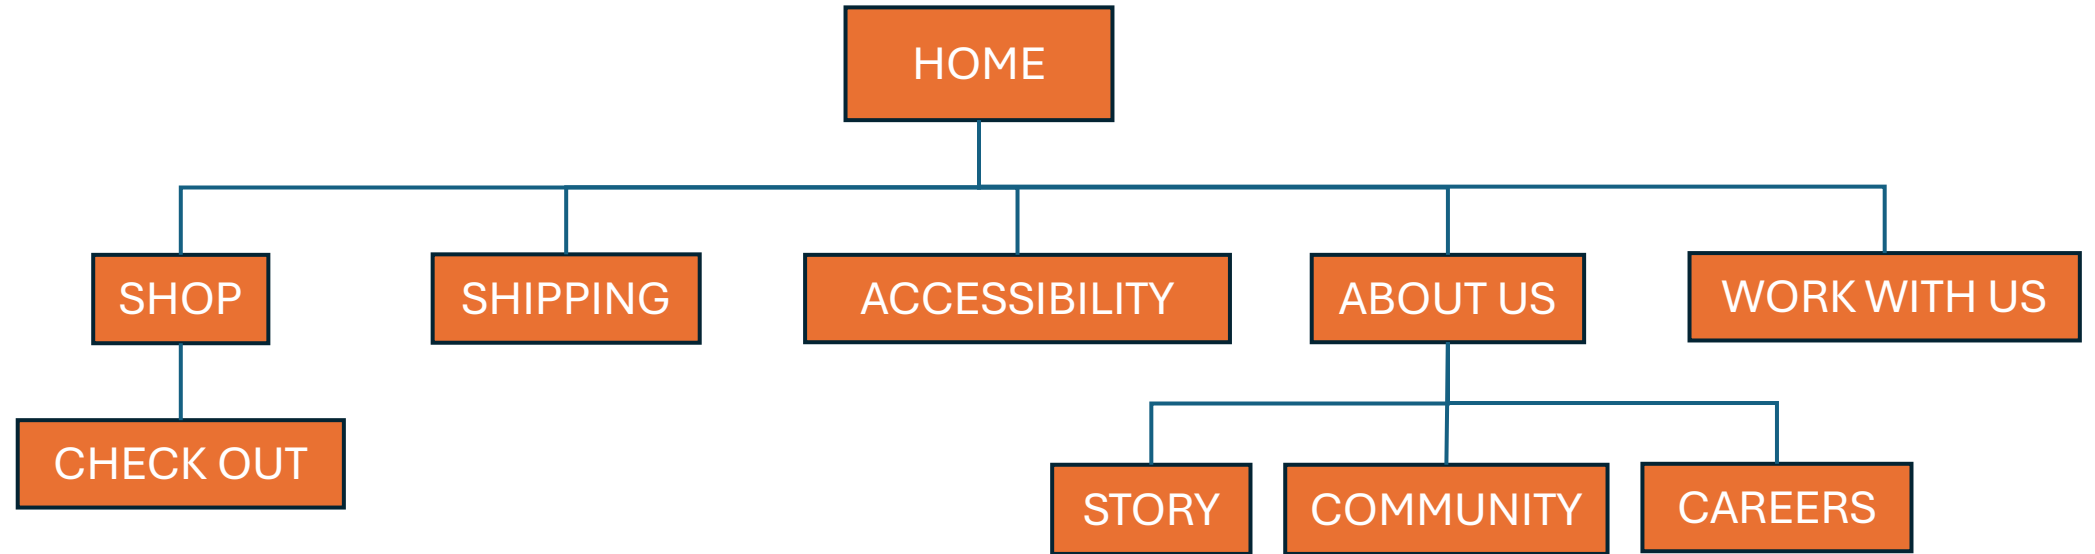 HOME
SHOP
SHIPPING
ACCESSIBILITY
ABOUT US
WORK WITH US
CHECK OUT
STORY
COMMUNITY
CAREERS